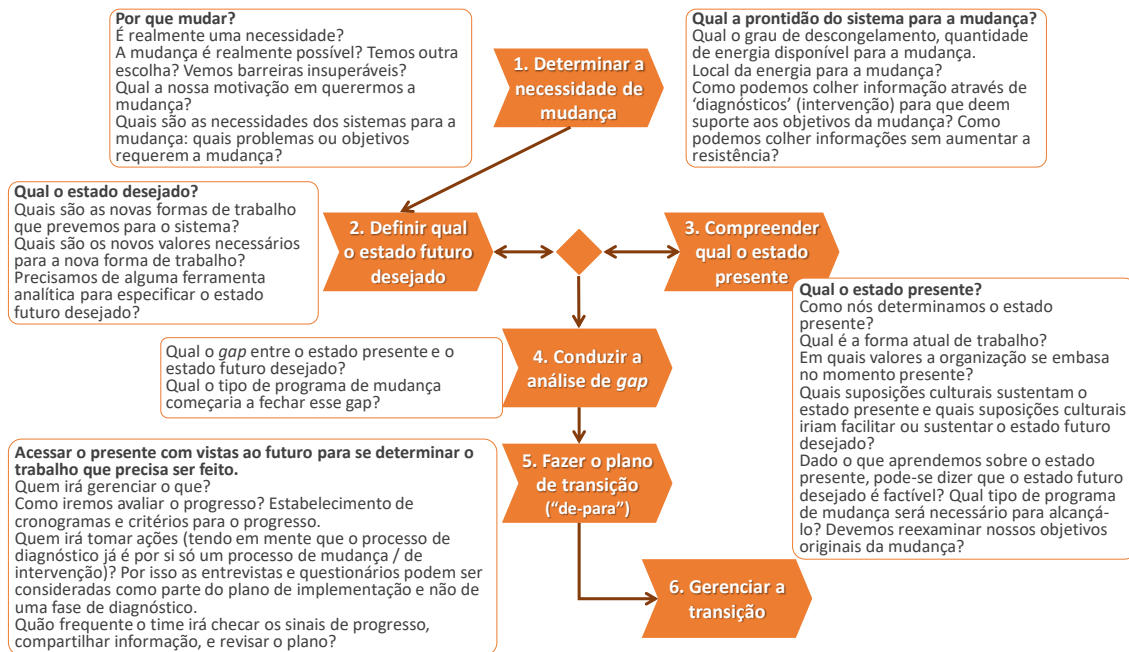 Por que mudar?
É realmente uma necessidade?
A mudança é realmente possível? Temos outra
escolha? Vemos barreiras insuperáveis?
Qual a nossa motivação em querermos a
mudança?
Quais são as necessidades dos sistemas para a
mudança: quais problemas ou objetivos
requerem a mudança?
1. Determinar a
necessidade de
mudança
Qual a prontidão do sistema para a mudança?
Qual o grau de descongelamento, quantidade
de energia disponível para a mudança.
Local da energia para a mudança?
Como podemos colher informação através de
‘diagnósticos’ (intervenção) para que deem
suporte aos objetivos da mudança? Como
podemos colher informações sem aumentar a
resistência?
Qual o estado desejado?
Quais são as novas formas de trabalho
que prevemos para o sistema?
Quais são os novos valores necessários
para a nova forma de trabalho?
Precisamos de alguma ferramenta
analítica para especificar o estado
futuro desejado?
2. Definir qual
o estado futuro
desejado
3. Compreender
qual o estado
presente
Qual o estado presente?
Como nós determinamos o estado
presente?
Qual é a forma atual de trabalho?
Em quais valores a organização se embasa
no momento presente?
Quais suposições culturais sustentam o
estado presente e quais suposições culturais
iriam facilitar ou sustentar o estado futuro
desejado?
Dado o que aprendemos sobre o estado
presente, pode-se dizer que o estado futuro
desejado é factível? Qual tipo de programa
de mudança será necessário para alcançá-
lo? Devemos reexaminar nossos objetivos
originais da mudança?
Qual o gap entre o estado presente e o
estado futuro desejado?
Qual o tipo de programa de mudança
começaria a fechar esse gap?
4. Conduzir a
análise de gap
Acessar o presente com vistas ao futuro para se determinar o
trabalho que precisa ser feito.
Quem irá gerenciar o que?
Como iremos avaliar o progresso? Estabelecimento de
cronogramas e critérios para o progresso.
Quem irá tomar ações (tendo em mente que o processo de
diagnóstico já é por si só um processo de mudança / de
intervenção)? Por isso as entrevistas e questionários podem ser
consideradas como parte do plano de implementação e não de
uma fase de diagnóstico.
Quão frequente o time irá checar os sinais de progresso,
compartilhar informação, e revisar o plano?
5. Fazer o plano
de transição
(“de-para”)
6. Gerenciar a
transição